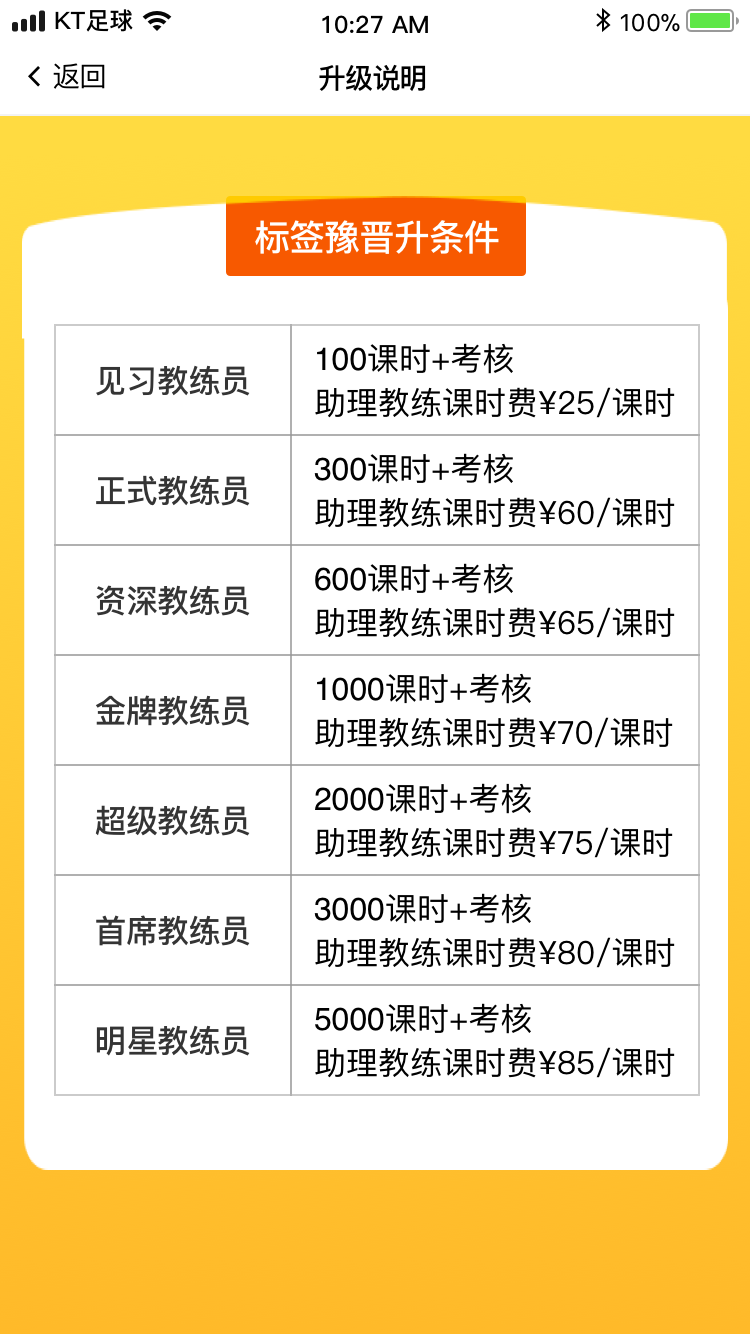 KT足球
10:27 AM
100%
返回
升级说明
标签豫晋升条件
见习教练员
100课时+考核
助理教练课时费¥25/课时
正式教练员
300课时+考核
助理教练课时费¥60/课时
资深教练员
600课时+考核
助理教练课时费¥65/课时
金牌教练员
1000课时+考核
助理教练课时费¥70/课时
超级教练员
2000课时+考核
助理教练课时费¥75/课时
首席教练员
3000课时+考核
助理教练课时费¥80/课时
明星教练员
5000课时+考核
助理教练课时费¥85/课时